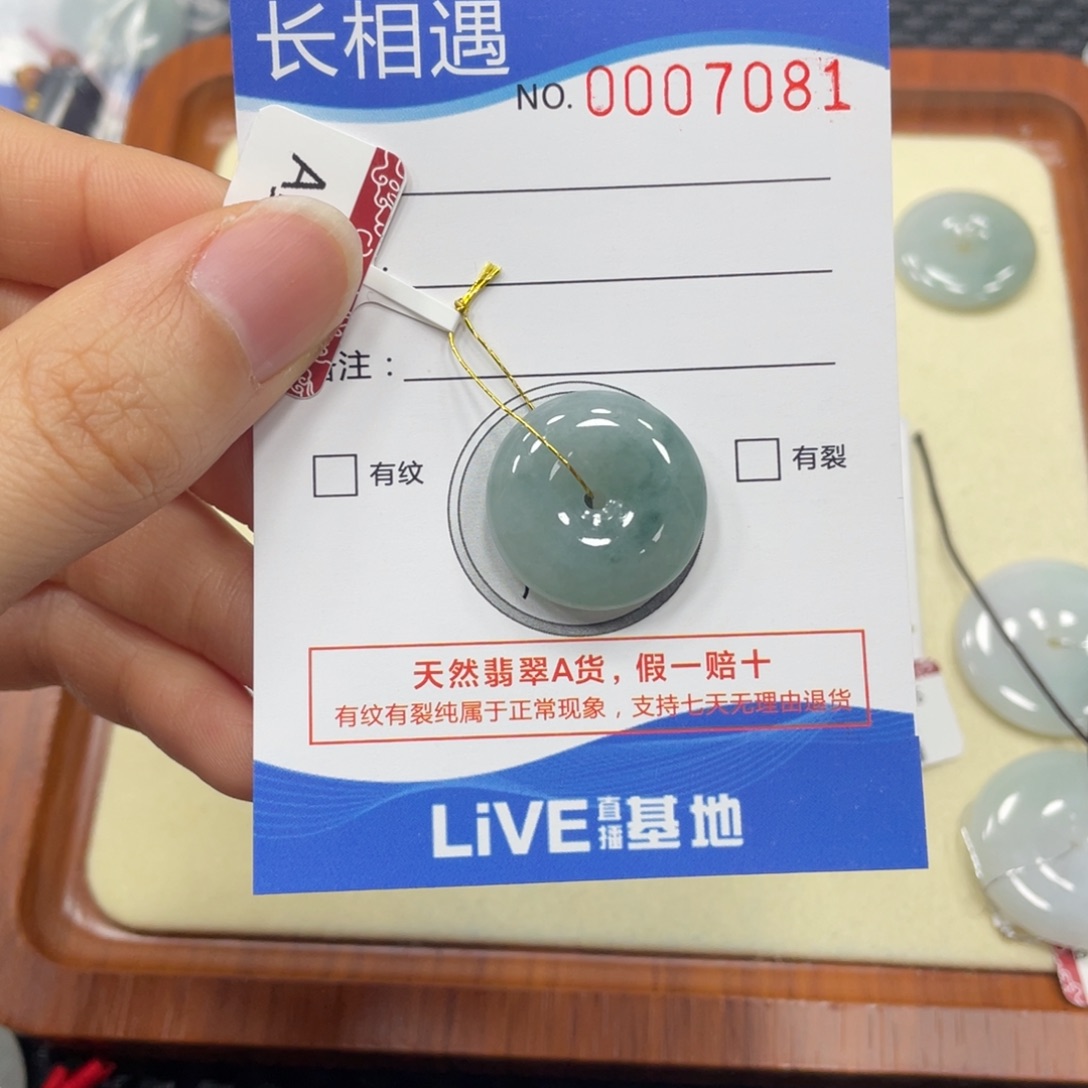 长相遇
NO. 0007081
A
注：
有纹
有裂
天然翡翠A货，假一赔十
有纹有裂纯属于正常现象，支持七天无理由退货
LiVE直播基地